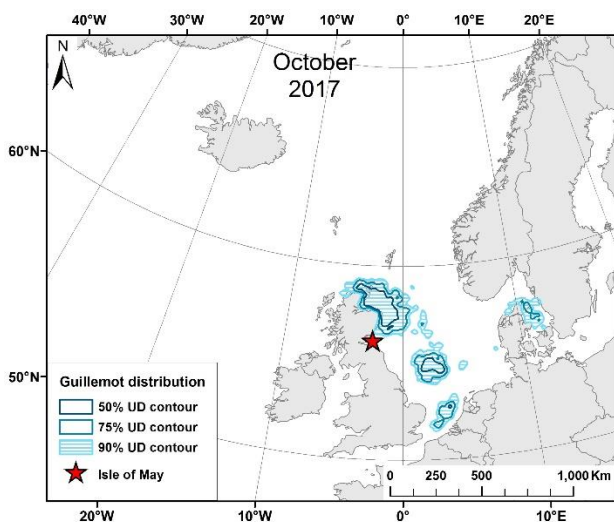 40°W 30°W 20°W 10°W 0° 10°E 20°E
N
October
2017
60°N
50°N
Guillemot distribution
50% UD contour
75% UD contour
90% UD contour
Isle of May
0 250 500 1,000 Km
20°W 10°W 0° 10°E